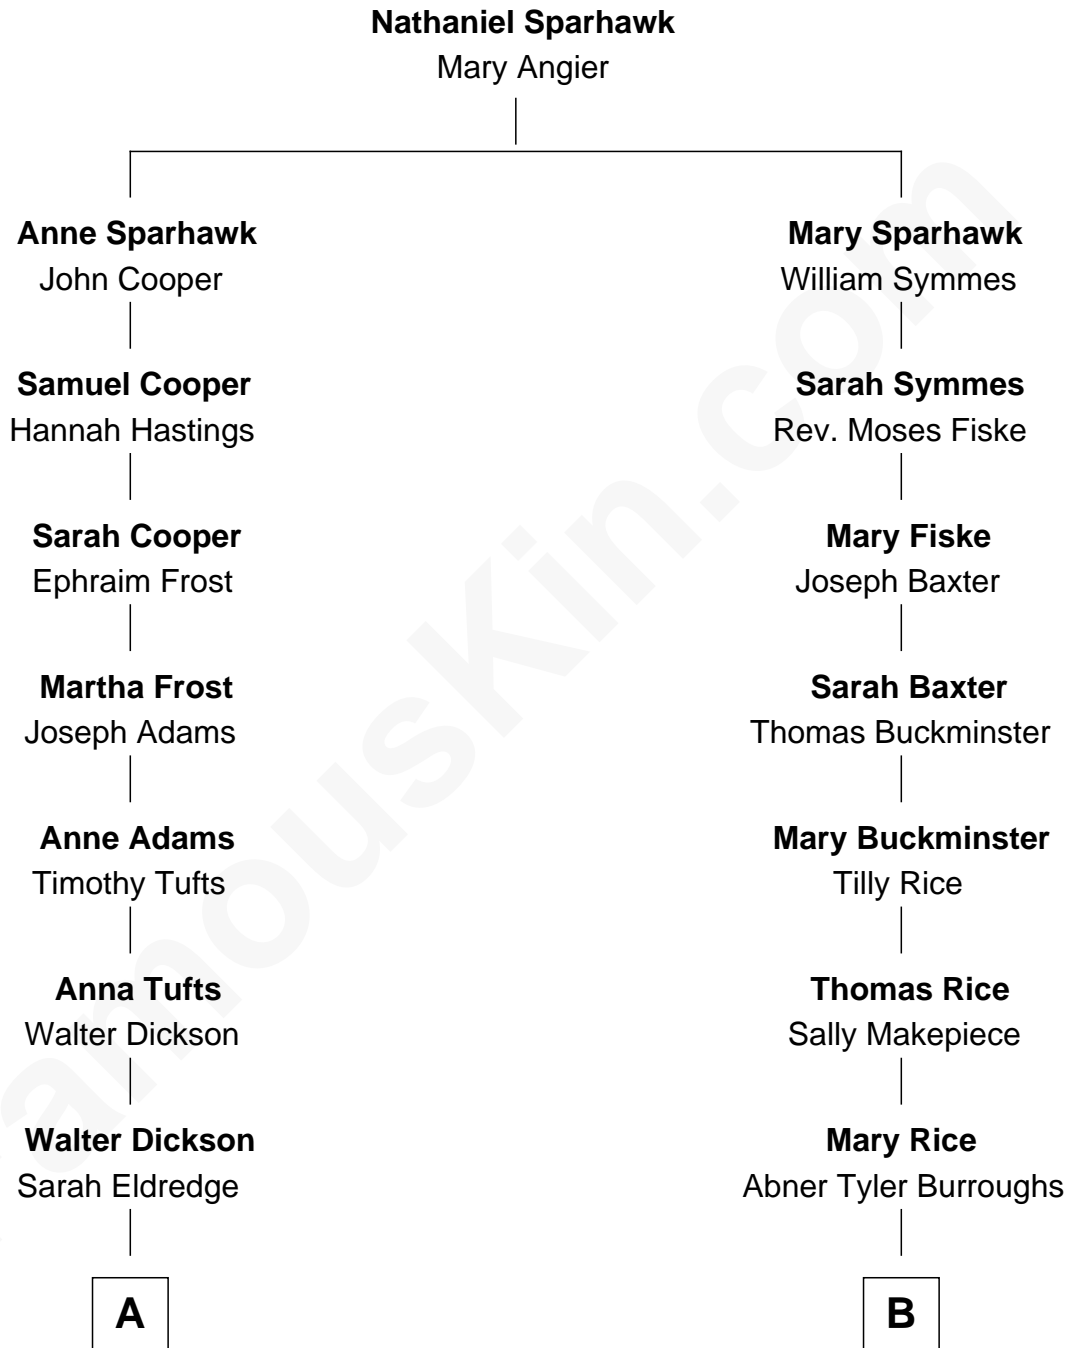 Nathaniel Sparhawk
Mary Angier
Anne Sparhawk
John Cooper
Mary Sparhawk
William Symmes
Samuel Cooper
Hannah Hastings
Sarah Symmes
Rev. Moses Fiske
Sarah Cooper
Ephraim Frost
Mary Fiske
Joseph Baxter
Martha Frost
Joseph Adams
Sarah Baxter
Thomas Buckminster
Anne Adams
Timothy Tufts
Mary Buckminster
Tilly Rice
Anna Tufts
Walter Dickson
Thomas Rice
Sally Makepiece
Walter Dickson
Sarah Eldredge
Mary Rice
Abner Tyler Burroughs
A
B
amouskin.com